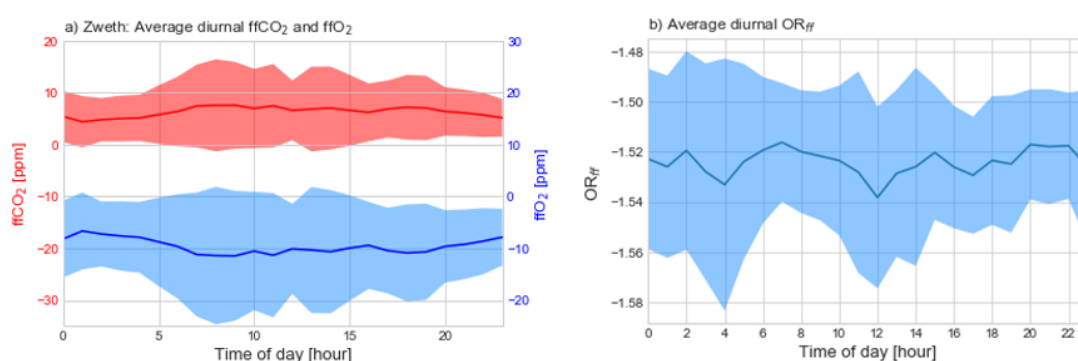 a) Zweth: Average diurnal ffCO₂ and ffO₂
20
10
0
−10
−20
−30
ffCO₂ [ppm]
30
20
10
0
−10
−20
ffO₂ [ppm]
0 5 10 15 20
Time of day [hour]
b) Average diurnal OR_ff
−1.48
−1.50
−1.52
−1.54
−1.56
−1.58
OR_ff
0 2 4 6 8 10 12 14 16 18 20 22
Time of day [hour]